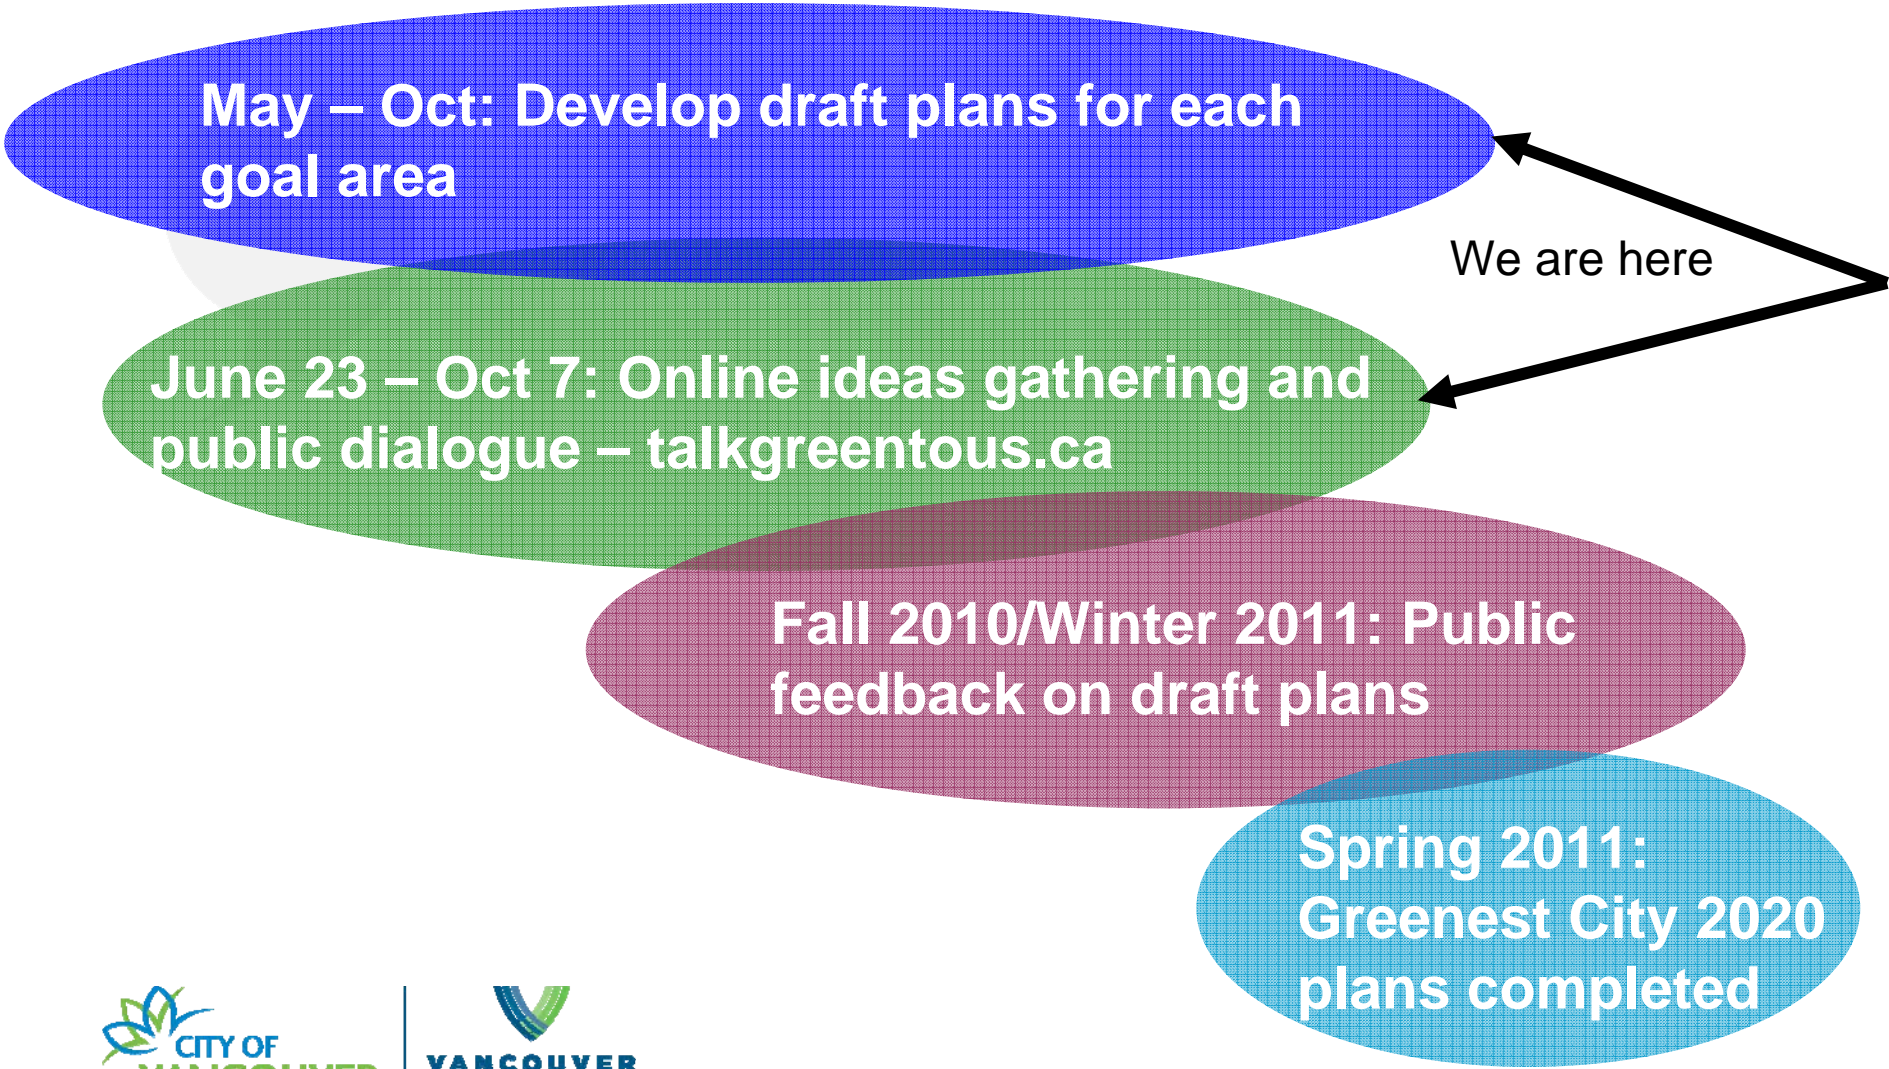 May – Oct: Develop draft plans for each
goal area
We are here
June 23 – Oct 7: Online ideas gathering and
public dialogue – talkgreentous.ca
Fall 2010/Winter 2011: Public
feedback on draft plans
Spring 2011:
Greenest City 2020
plans completed
CITY OF
VANCOUVER
VANCOUVER